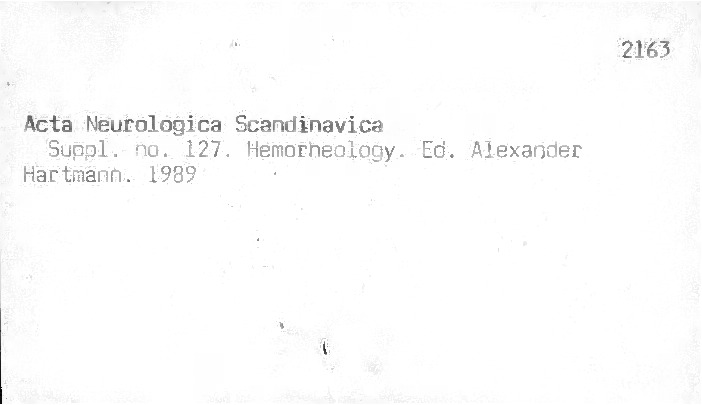 2163
Acta Neurologica Scandinavica
Suppl. no. 127. Hemorheology. Ed. Alexander
Hartmann. 1989